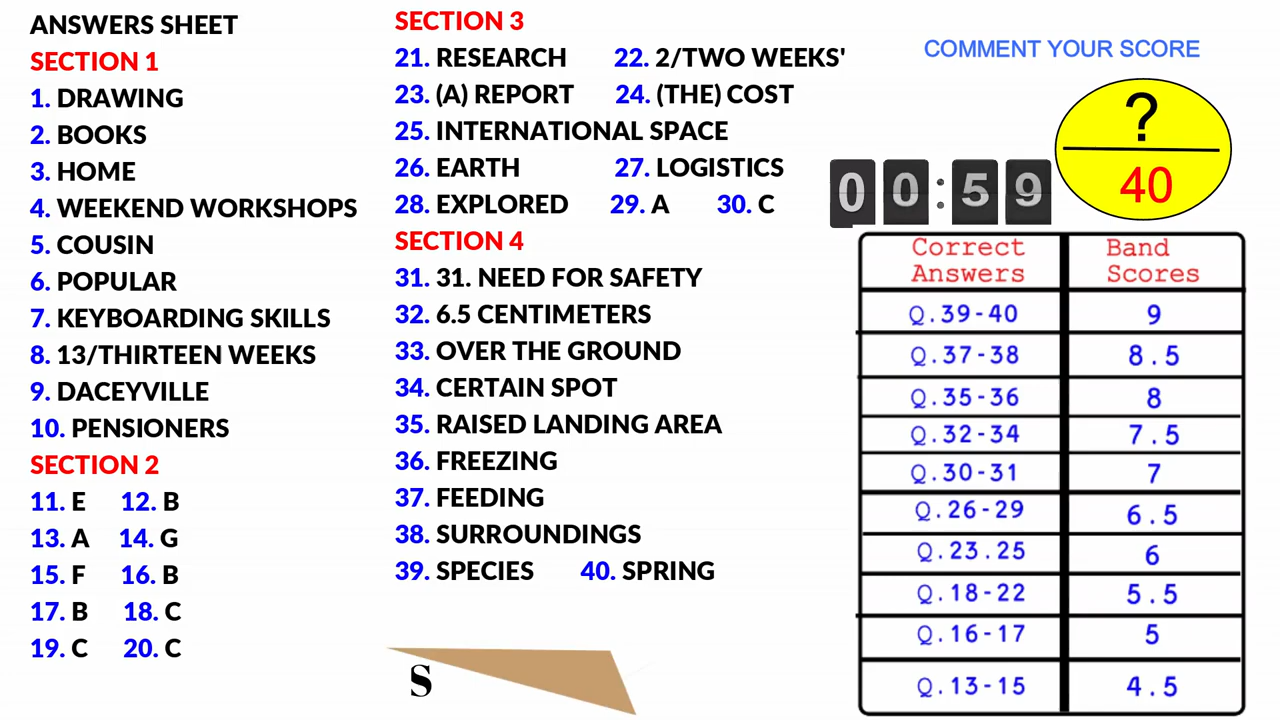 ANSWERS SHEET
SECTION 1
1. DRAWING
2. BOOKS
3. HOME
4. WEEKEND WORKSHOPS
5. COUSIN
6. POPULAR
7. KEYBOARDING SKILLS
8. 13/THIRTEEN WEEKS
9. DACEYVILLE
10. PENSIONERS
SECTION 2
11. E 12. B
13. A 14. G
15. F 16. B
17. B 18. C
19. C 20. C
SECTION 3
21. RESEARCH 22. 2/TWO WEEKS'
23. (A) REPORT 24. (THE) COST
25. INTERNATIONAL SPACE
26. EARTH 27. LOGISTICS
28. EXPLORED 29. A 30. C
SECTION 4
31. 31. NEED FOR SAFETY
32. 6.5 CENTIMETERS
33. OVER THE GROUND
34. CERTAIN SPOT
35. RAISED LANDING AREA
36. FREEZING
37. FEEDING
38. SURROUNDINGS
39. SPECIES 40. SPRING
S
COMMENT YOUR SCORE
?
40
00:59
Correct Answers Band Scores
Q.39-40 9
Q.37-38 8.5
Q.35-36 8
Q.32-34 7.5
Q.30-31 7
Q.26-29 6.5
Q.23.25 6
Q.18-22 5.5
Q.16-17 5
Q.13-15 4.5